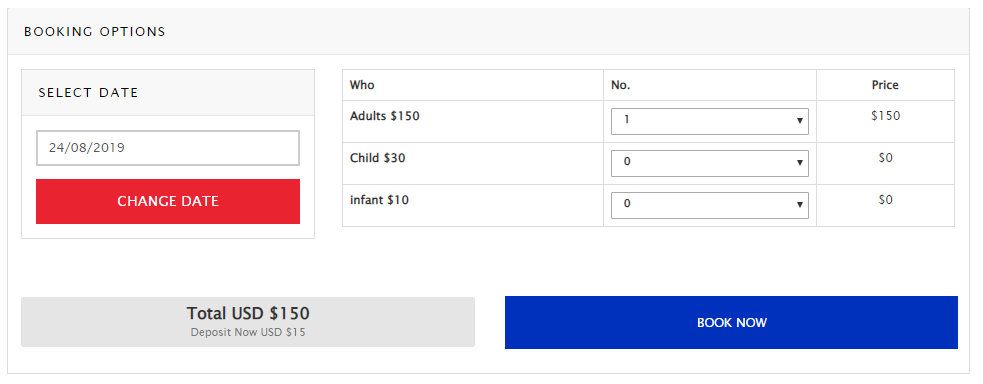 BOOKING OPTIONS
SELECT DATE
24/08/2019
CHANGE DATE
Who No. Price
Adults $150 1 $150
Child $30 0 $0
infant $10 0 $0
Total USD $150
Deposit Now USD $15
BOOK NOW